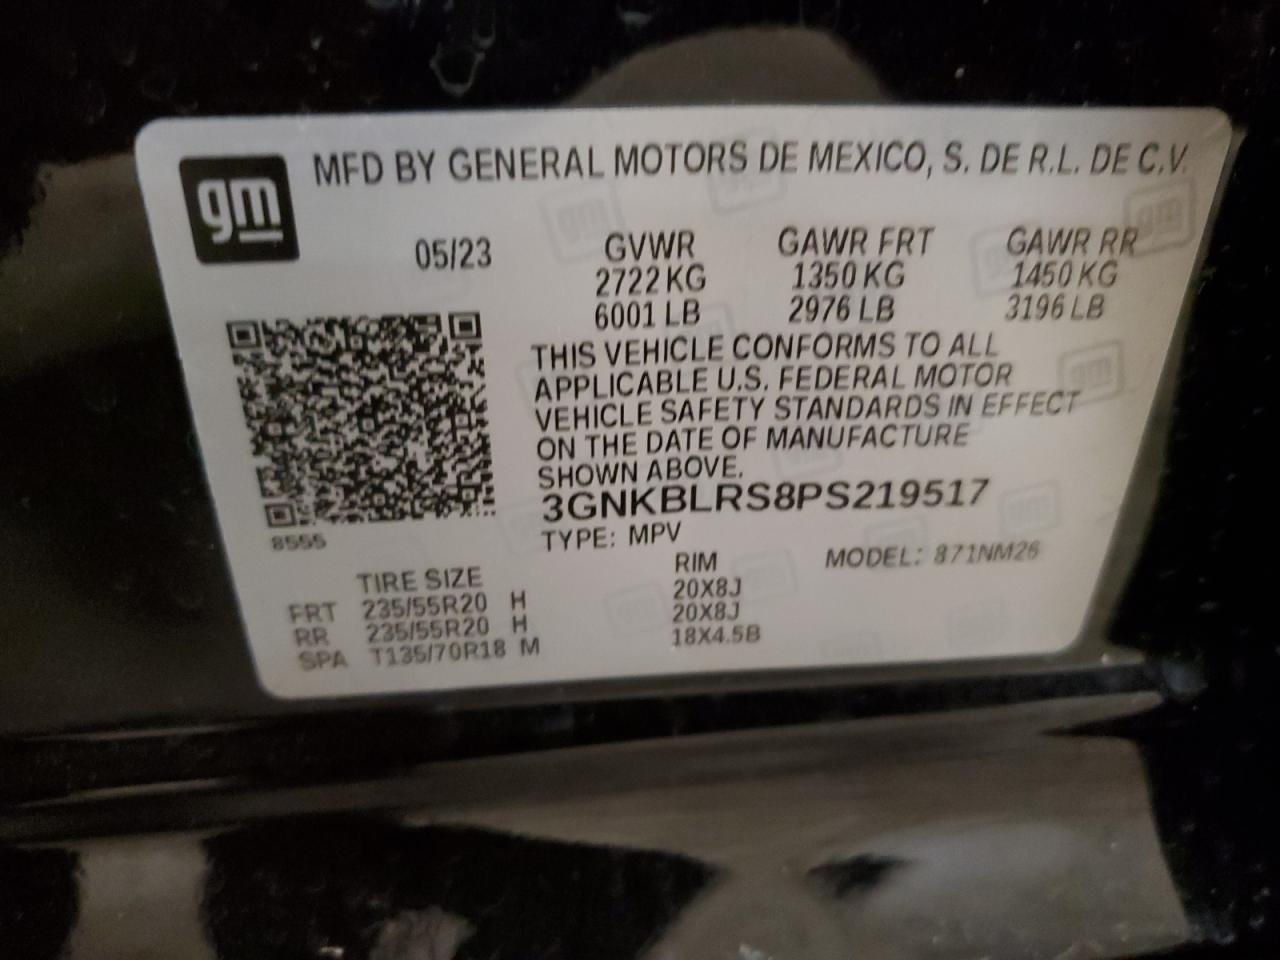 gm
MFD BY GENERAL MOTORS DE MEXICO, S. DE R.L. DE C.V.
05/23 GVWR GAWR FRT GAWR RR
2722 KG 1350 KG 1450 KG
6001 LB 2976 LB 3196 LB
THIS VEHICLE CONFORMS TO ALL
APPLICABLE U.S. FEDERAL MOTOR
VEHICLE SAFETY STANDARDS IN EFFECT
ON THE DATE OF MANUFACTURE
SHOWN ABOVE.
3GNKBLRS8PS219517
8555
TYPE: MPV
MODEL: 871NM26
TIRE SIZE RIM
FRT 235/55R20 H 20X8J
RR 235/55R20 H 20X8J
SPA T135/70R18 M 18X4.5B